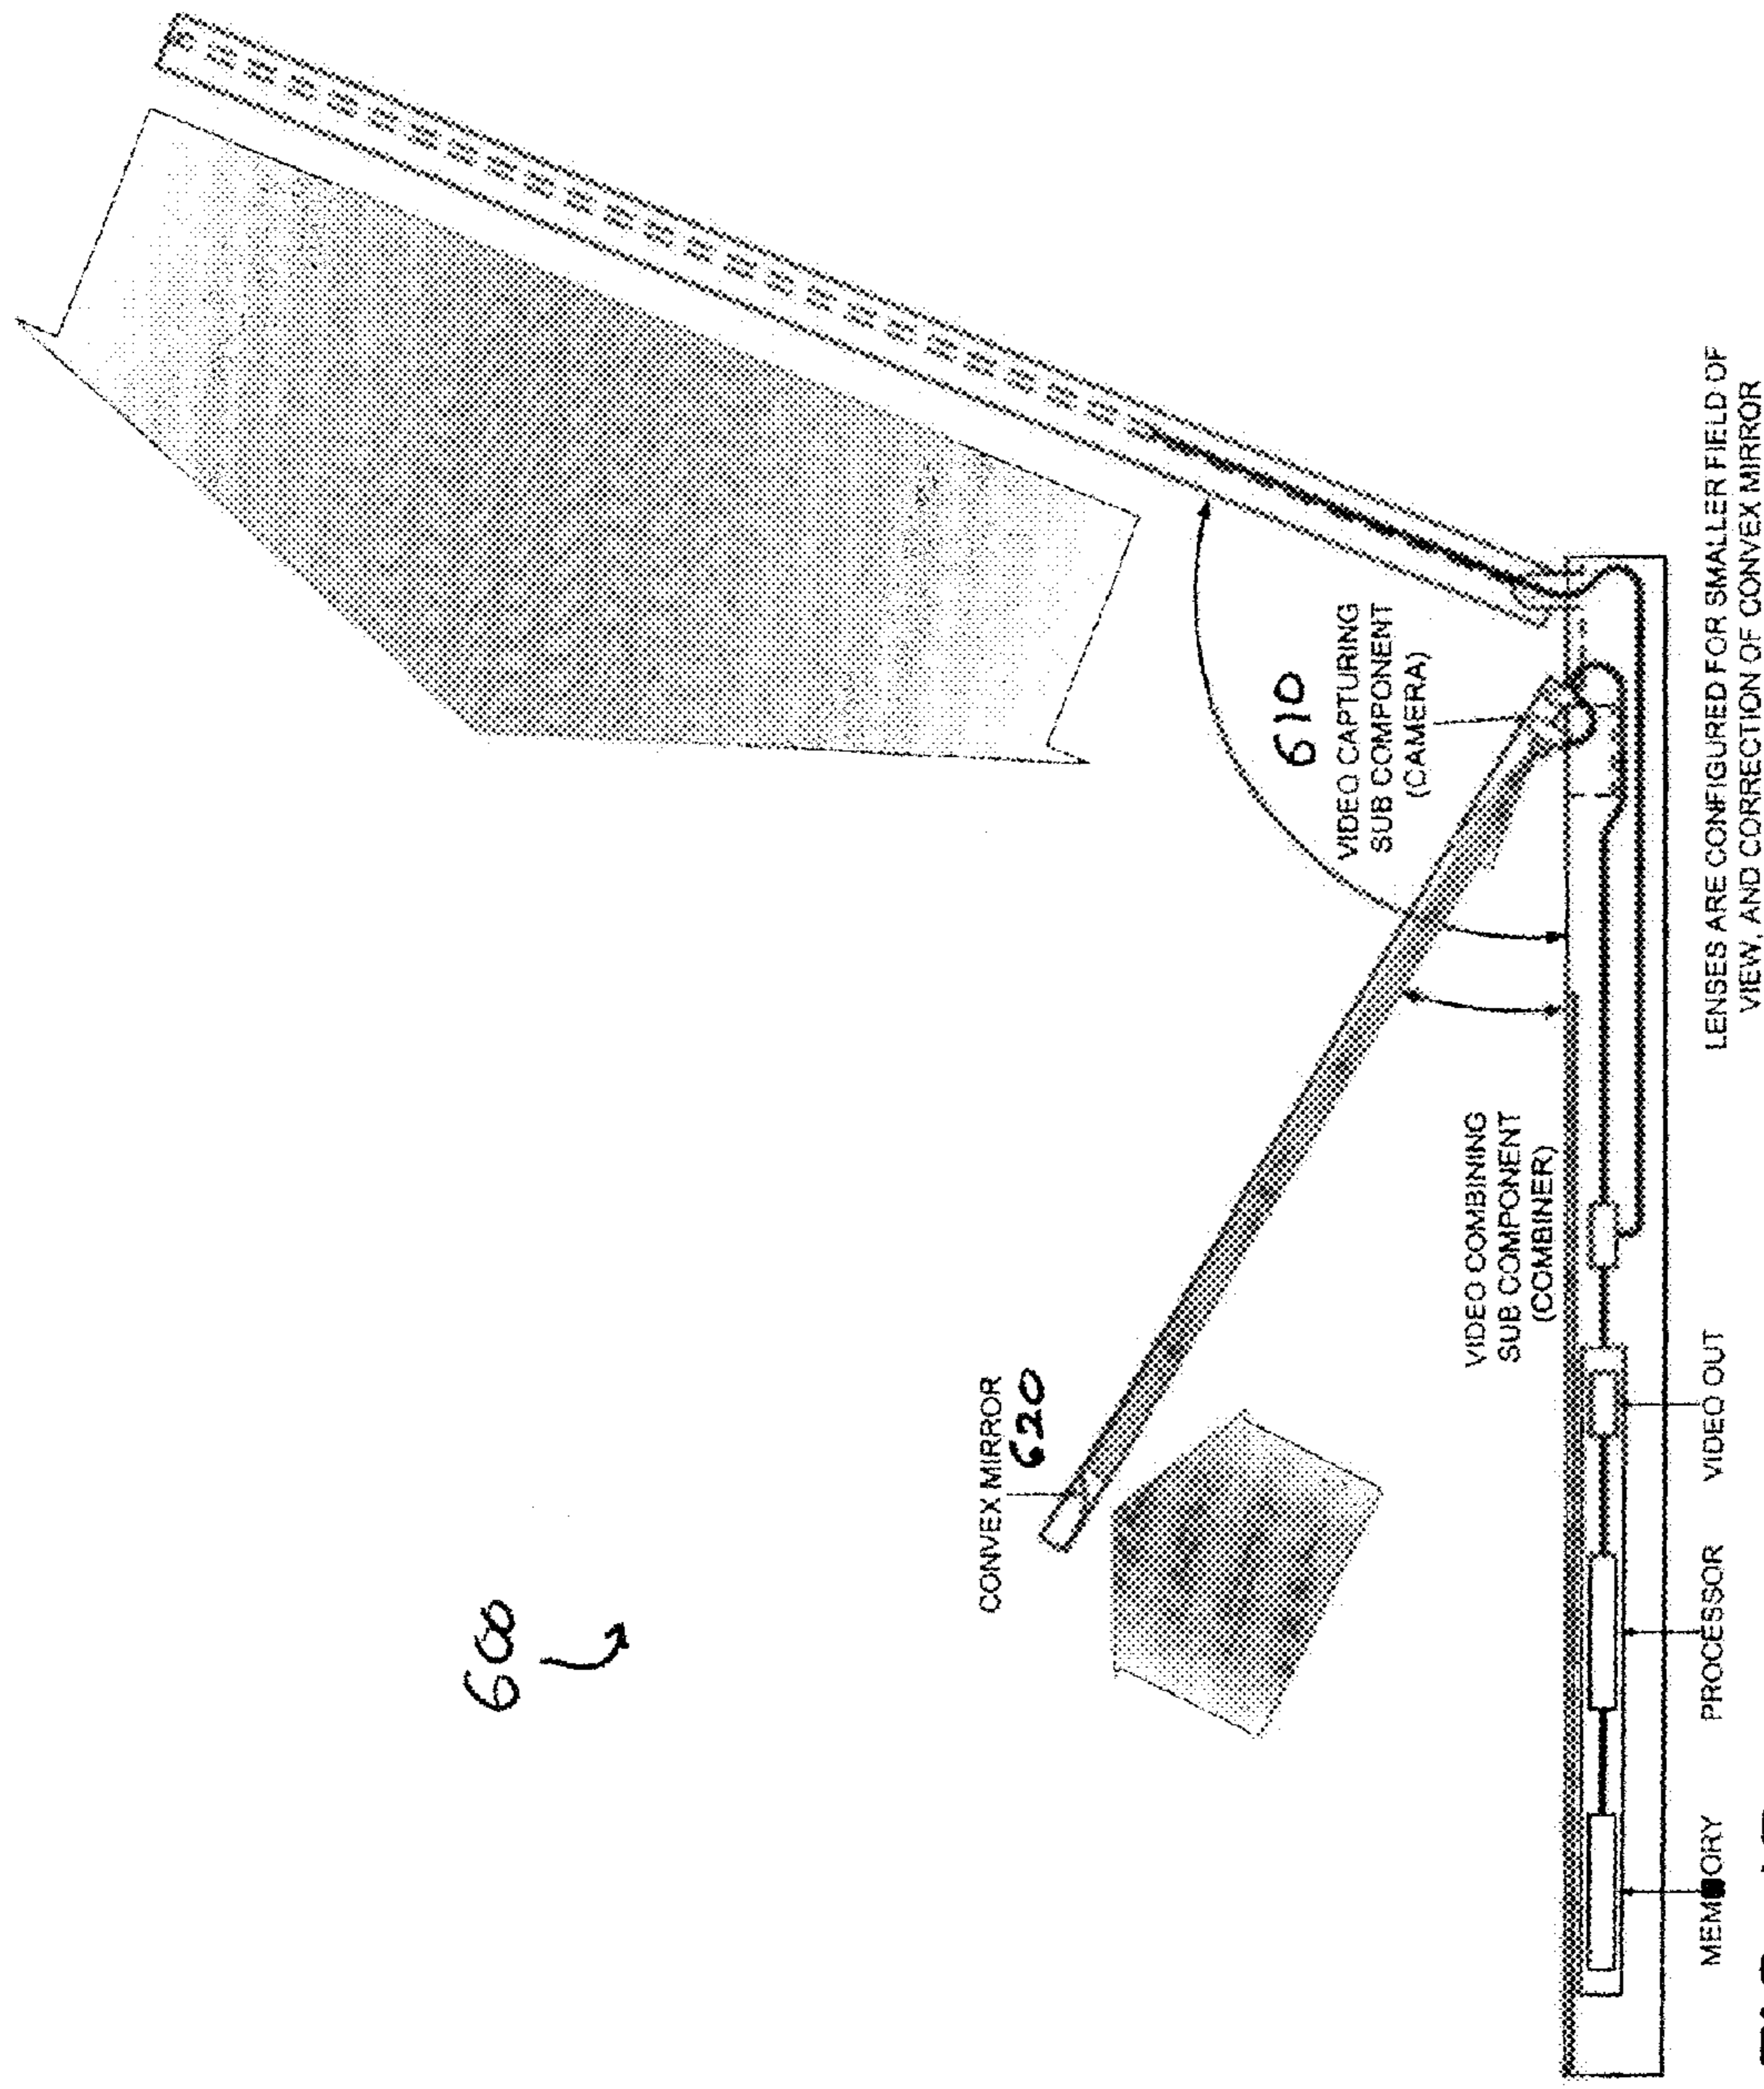 600
CONVEX MIRROR
620
610
VIDEO CAPTURING
SUB COMPONENT
(CAMERA)
VIDEO COMBINING
SUB COMPONENT
(COMBINER)
MEMORY
PROCESSOR
VIDEO OUT
LENSES ARE CONFIGURED FOR SMALLER FIELD OF
VIEW, AND CORRECTION OF CONVEX MIRROR